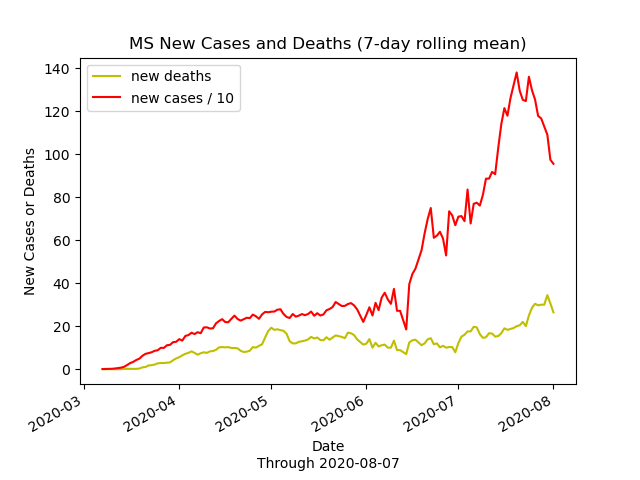 MS New Cases and Deaths (7-day rolling mean)
new deaths
new cases / 10
New Cases or Deaths
140
120
100
80
60
40
20
0
2020-03
2020-04
2020-05
2020-06
2020-07
2020-08
Date
Through 2020-08-07